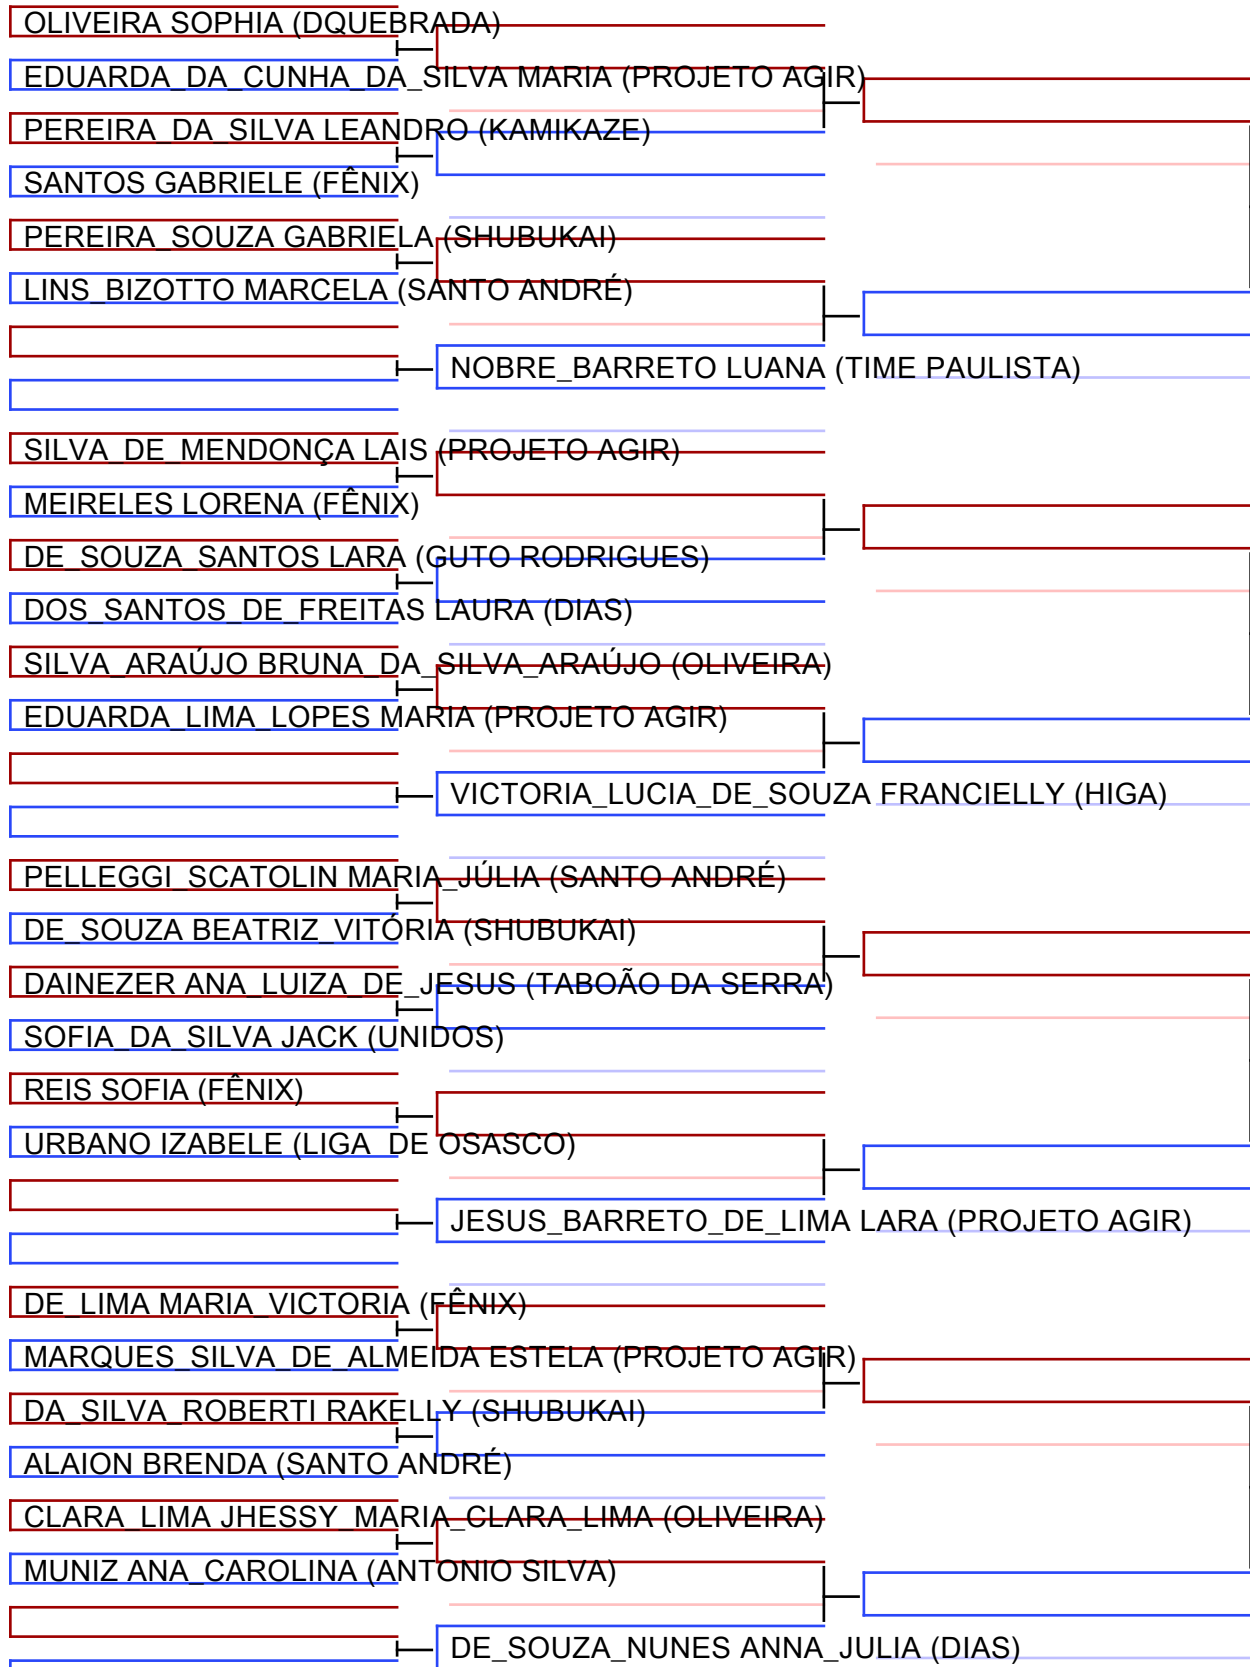 OLIVEIRA SOPHIA (DQUEBRADA)
EDUARDA_DA_CUNHA_DA_SILVA MARIA (PROJETO AGIR)
PEREIRA_DA_SILVA LEANDRO (KAMIKAZE)
SANTOS GABRIELE (FÊNIX)
PEREIRA_SOUZA GABRIELA (SHUBUKAI)
LINS_BIZOTTO MARCELA (SANTO ANDRÉ)
NOBRE_BARRETO LUANA (TIME PAULISTA)
SILVA_DE_MENDONÇA LAIS (PROJETO AGIR)
MEIRELES LORENA (FÊNIX)
DE_SOUZA_SANTOS LARA (GUTO RODRIGUES)
DOS_SANTOS_DE_FREITAS LAURA (DIAS)
SILVA_ARAÚJO BRUNA_DA_SILVA_ARAÚJO (OLIVEIRA)
EDUARDA_LIMA_LOPES MARIA (PROJETO AGIR)
VICTORIA_LUCIA_DE_SOUZA FRANCIELLY (HIGA)
PELLEGGI_SCATOLIN MARIA_JÚLIA (SANTO ANDRÉ)
DE_SOUZA BEATRIZ_VITÓRIA (SHUBUKAI)
DAINEZER ANA_LUIZA_DE_JESUS (TABOÃO DA SERRA)
SOFIA_DA_SILVA JACK (UNIDOS)
REIS SOFIA (FÊNIX)
URBANO IZABELE (LIGA  DE OSASCO)
JESUS_BARRETO_DE_LIMA LARA (PROJETO AGIR)
DE_LIMA MARIA_VICTORIA (FÊNIX)
MARQUES_SILVA_DE_ALMEIDA ESTELA (PROJETO AGIR)
DA_SILVA_ROBERTI RAKELLY (SHUBUKAI)
ALAION BRENDA (SANTO ANDRÉ)
CLARA_LIMA JHESSY_MARIA_CLARA_LIMA (OLIVEIRA)
MUNIZ ANA_CAROLINA (ANTONIO SILVA)
DE_SOUZA_NUNES ANNA_JULIA (DIAS)